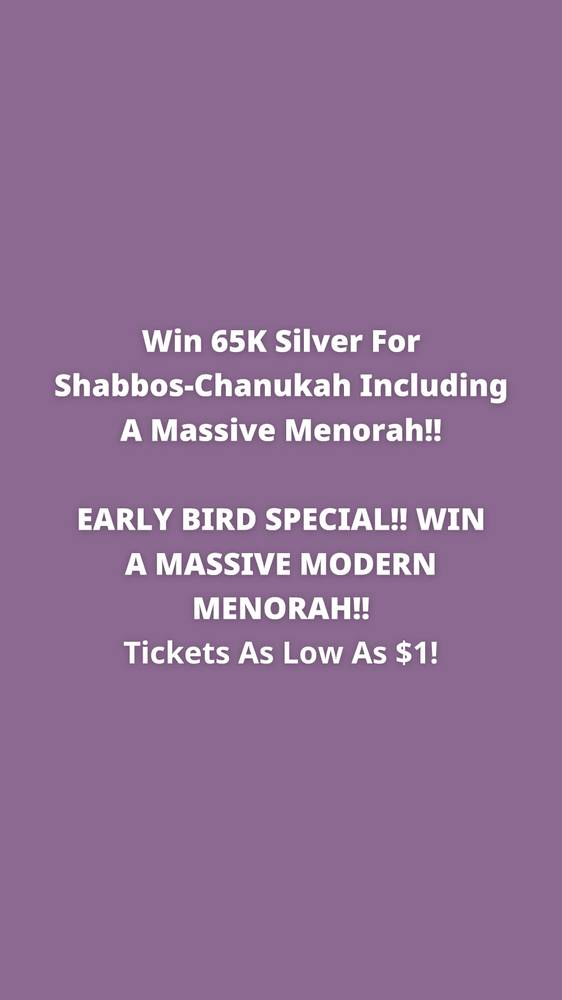 Win 65K Silver For
Shabbos-Chanukah Including
A Massive Menorah!!
EARLY BIRD SPECIAL!! WIN
A MASSIVE MODERN
MENORAH!!
Tickets As Low As $1!